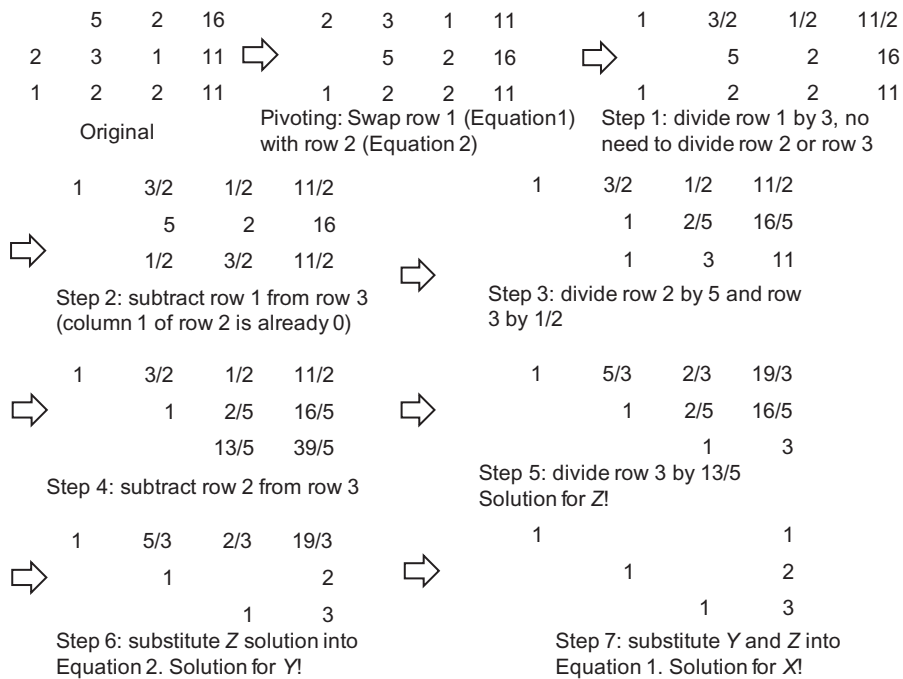 5 2 16
2 3 1 11
1 2 2 11
Original
2 3 1 11
5 2 16
1 2 2 11
Pivoting: Swap row 1 (Equation1)
with row 2 (Equation 2)
1 3/2 1/2 11/2
5 2 16
1 2 2 11
Step 1: divide row 1 by 3, no
need to divide row 2 or row 3
1 3/2 1/2 11/2
5 2 16
1/2 3/2 11/2
Step 2: subtract row 1 from row 3
(column 1 of row 2 is already 0)
1 3/2 1/2 11/2
1 2/5 16/5
1 3 11
Step 3: divide row 2 by 5 and row
3 by 1/2
1 3/2 1/2 11/2
1 2/5 16/5
13/5 39/5
Step 4: subtract row 2 from row 3
1 5/3 2/3 19/3
1 2/5 16/5
1 3
Step 5: divide row 3 by 13/5
Solution for Z!
1 5/3 2/3 19/3
1 2
1 3
Step 6: substitute Z solution into
Equation 2. Solution for Y!
1 1
1 2
1 3
Step 7: substitute Y and Z into
Equation 1. Solution for X!